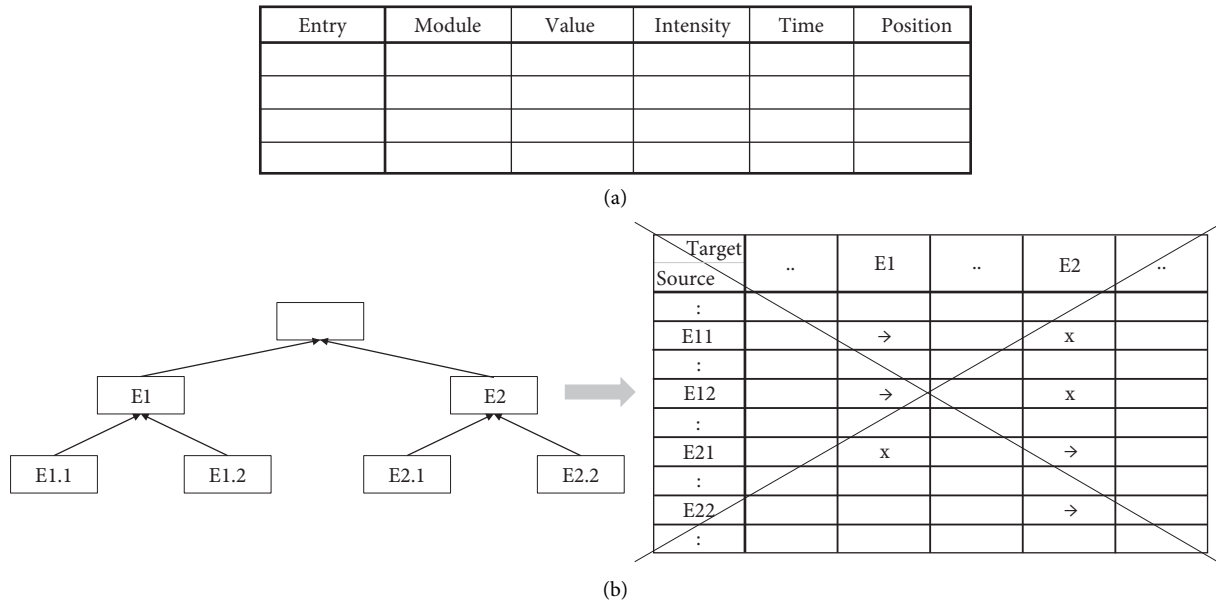 Entry Module Value Intensity Time Position
(a)
E1 E2
E1.1 E1.2 E2.1 E2.2
Target
Source
.. E1 .. E2 ..
:
E11 → x
:
E12 → x
:
E21 x →
:
E22 →
:
(b)